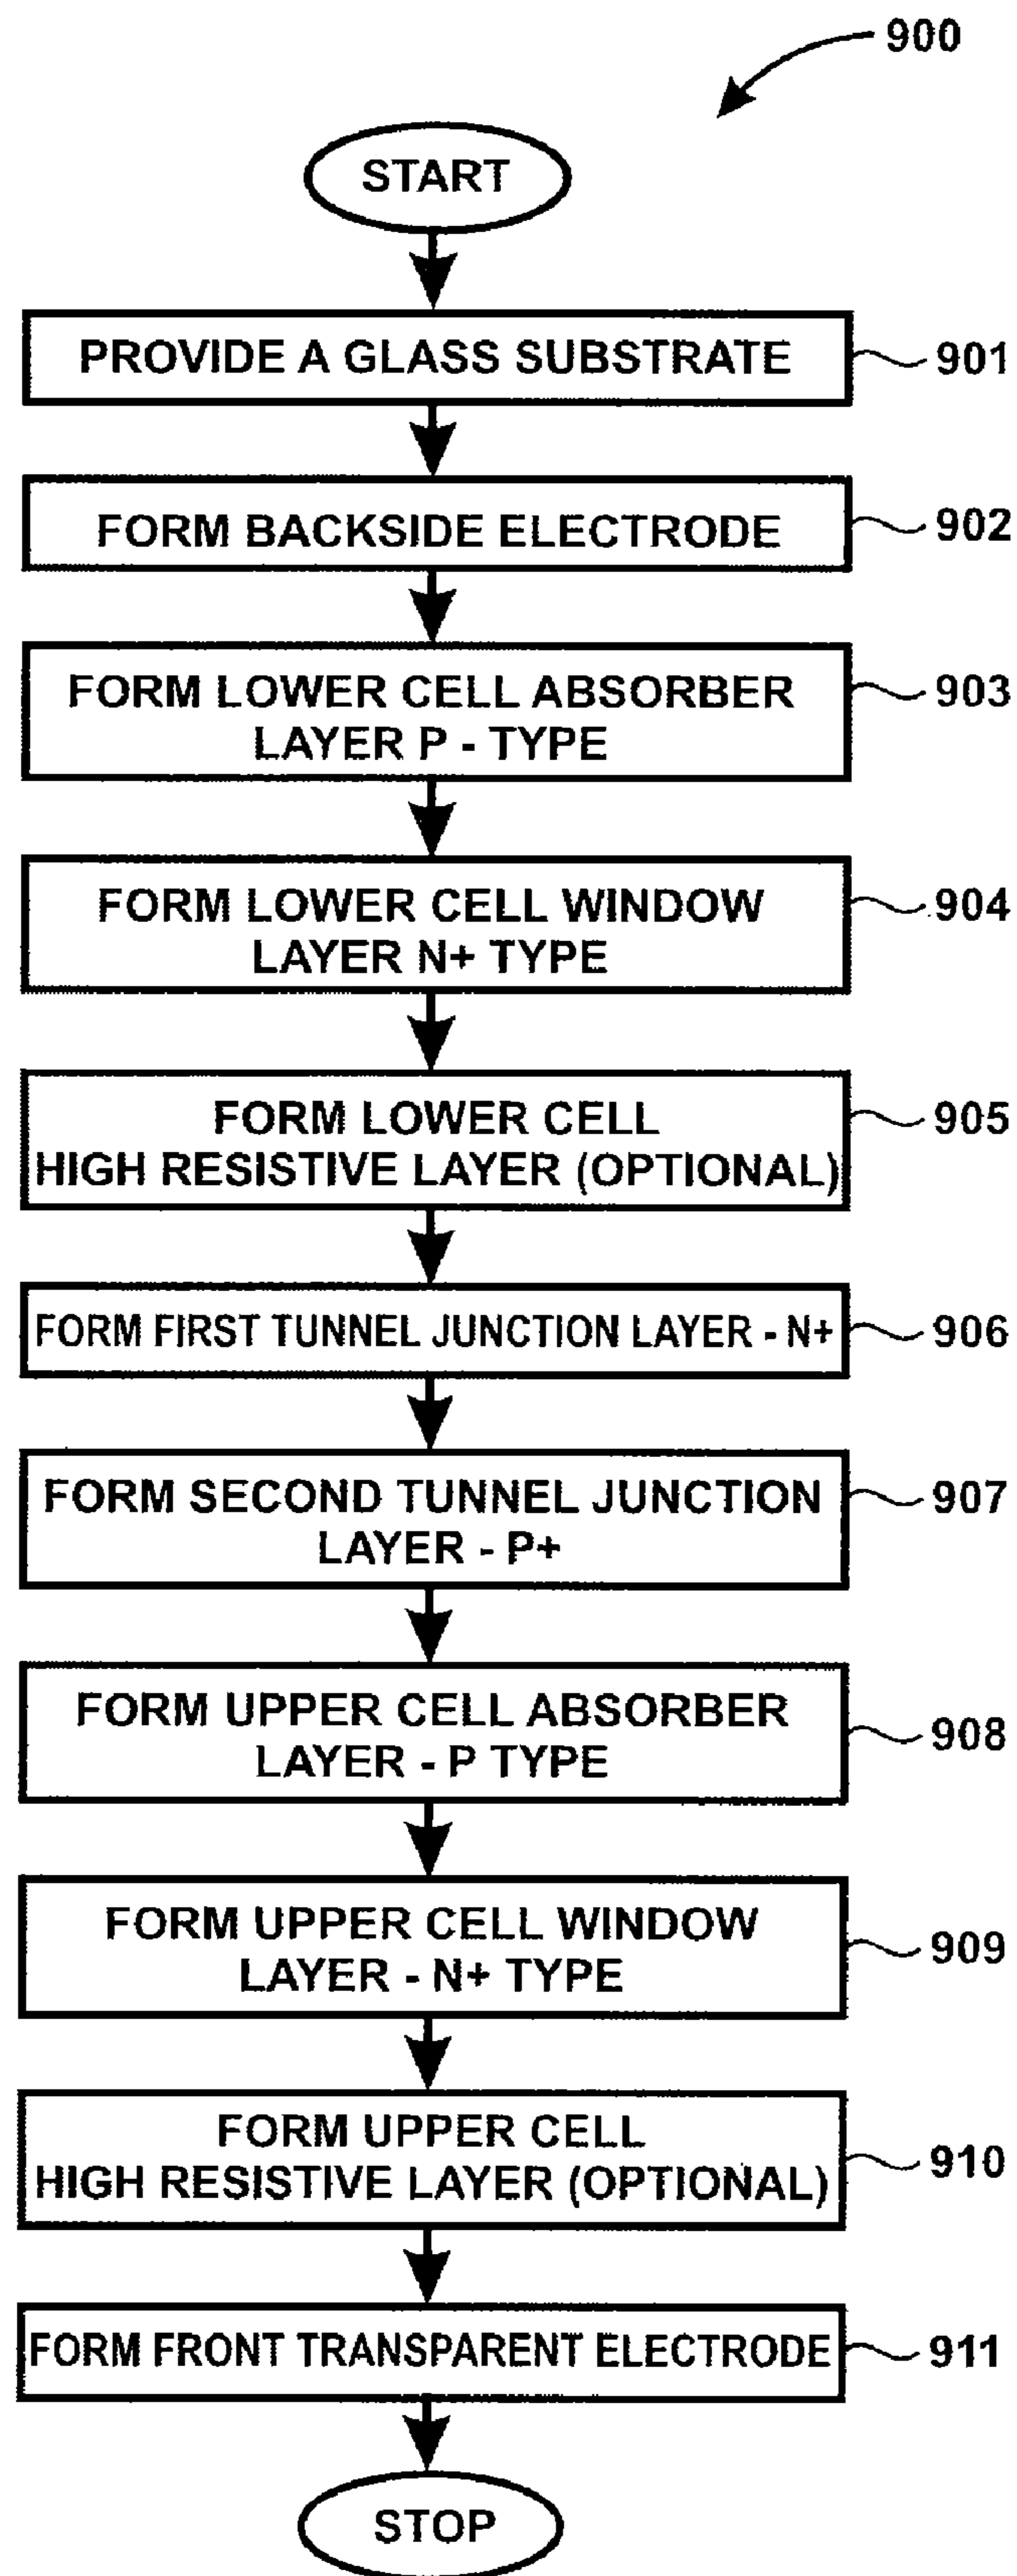 900
START
PROVIDE A GLASS SUBSTRATE
901
FORM BACKSIDE ELECTRODE
902
FORM LOWER CELL ABSORBER
LAYER P - TYPE
903
FORM LOWER CELL WINDOW
LAYER N+ TYPE
904
FORM LOWER CELL
HIGH RESISTIVE LAYER (OPTIONAL)
905
FORM FIRST TUNNEL JUNCTION LAYER - N+
906
FORM SECOND TUNNEL JUNCTION
LAYER - P+
907
FORM UPPER CELL ABSORBER
LAYER - P TYPE
908
FORM UPPER CELL WINDOW
LAYER - N+ TYPE
909
FORM UPPER CELL
HIGH RESISTIVE LAYER (OPTIONAL)
910
FORM FRONT TRANSPARENT ELECTRODE
911
STOP